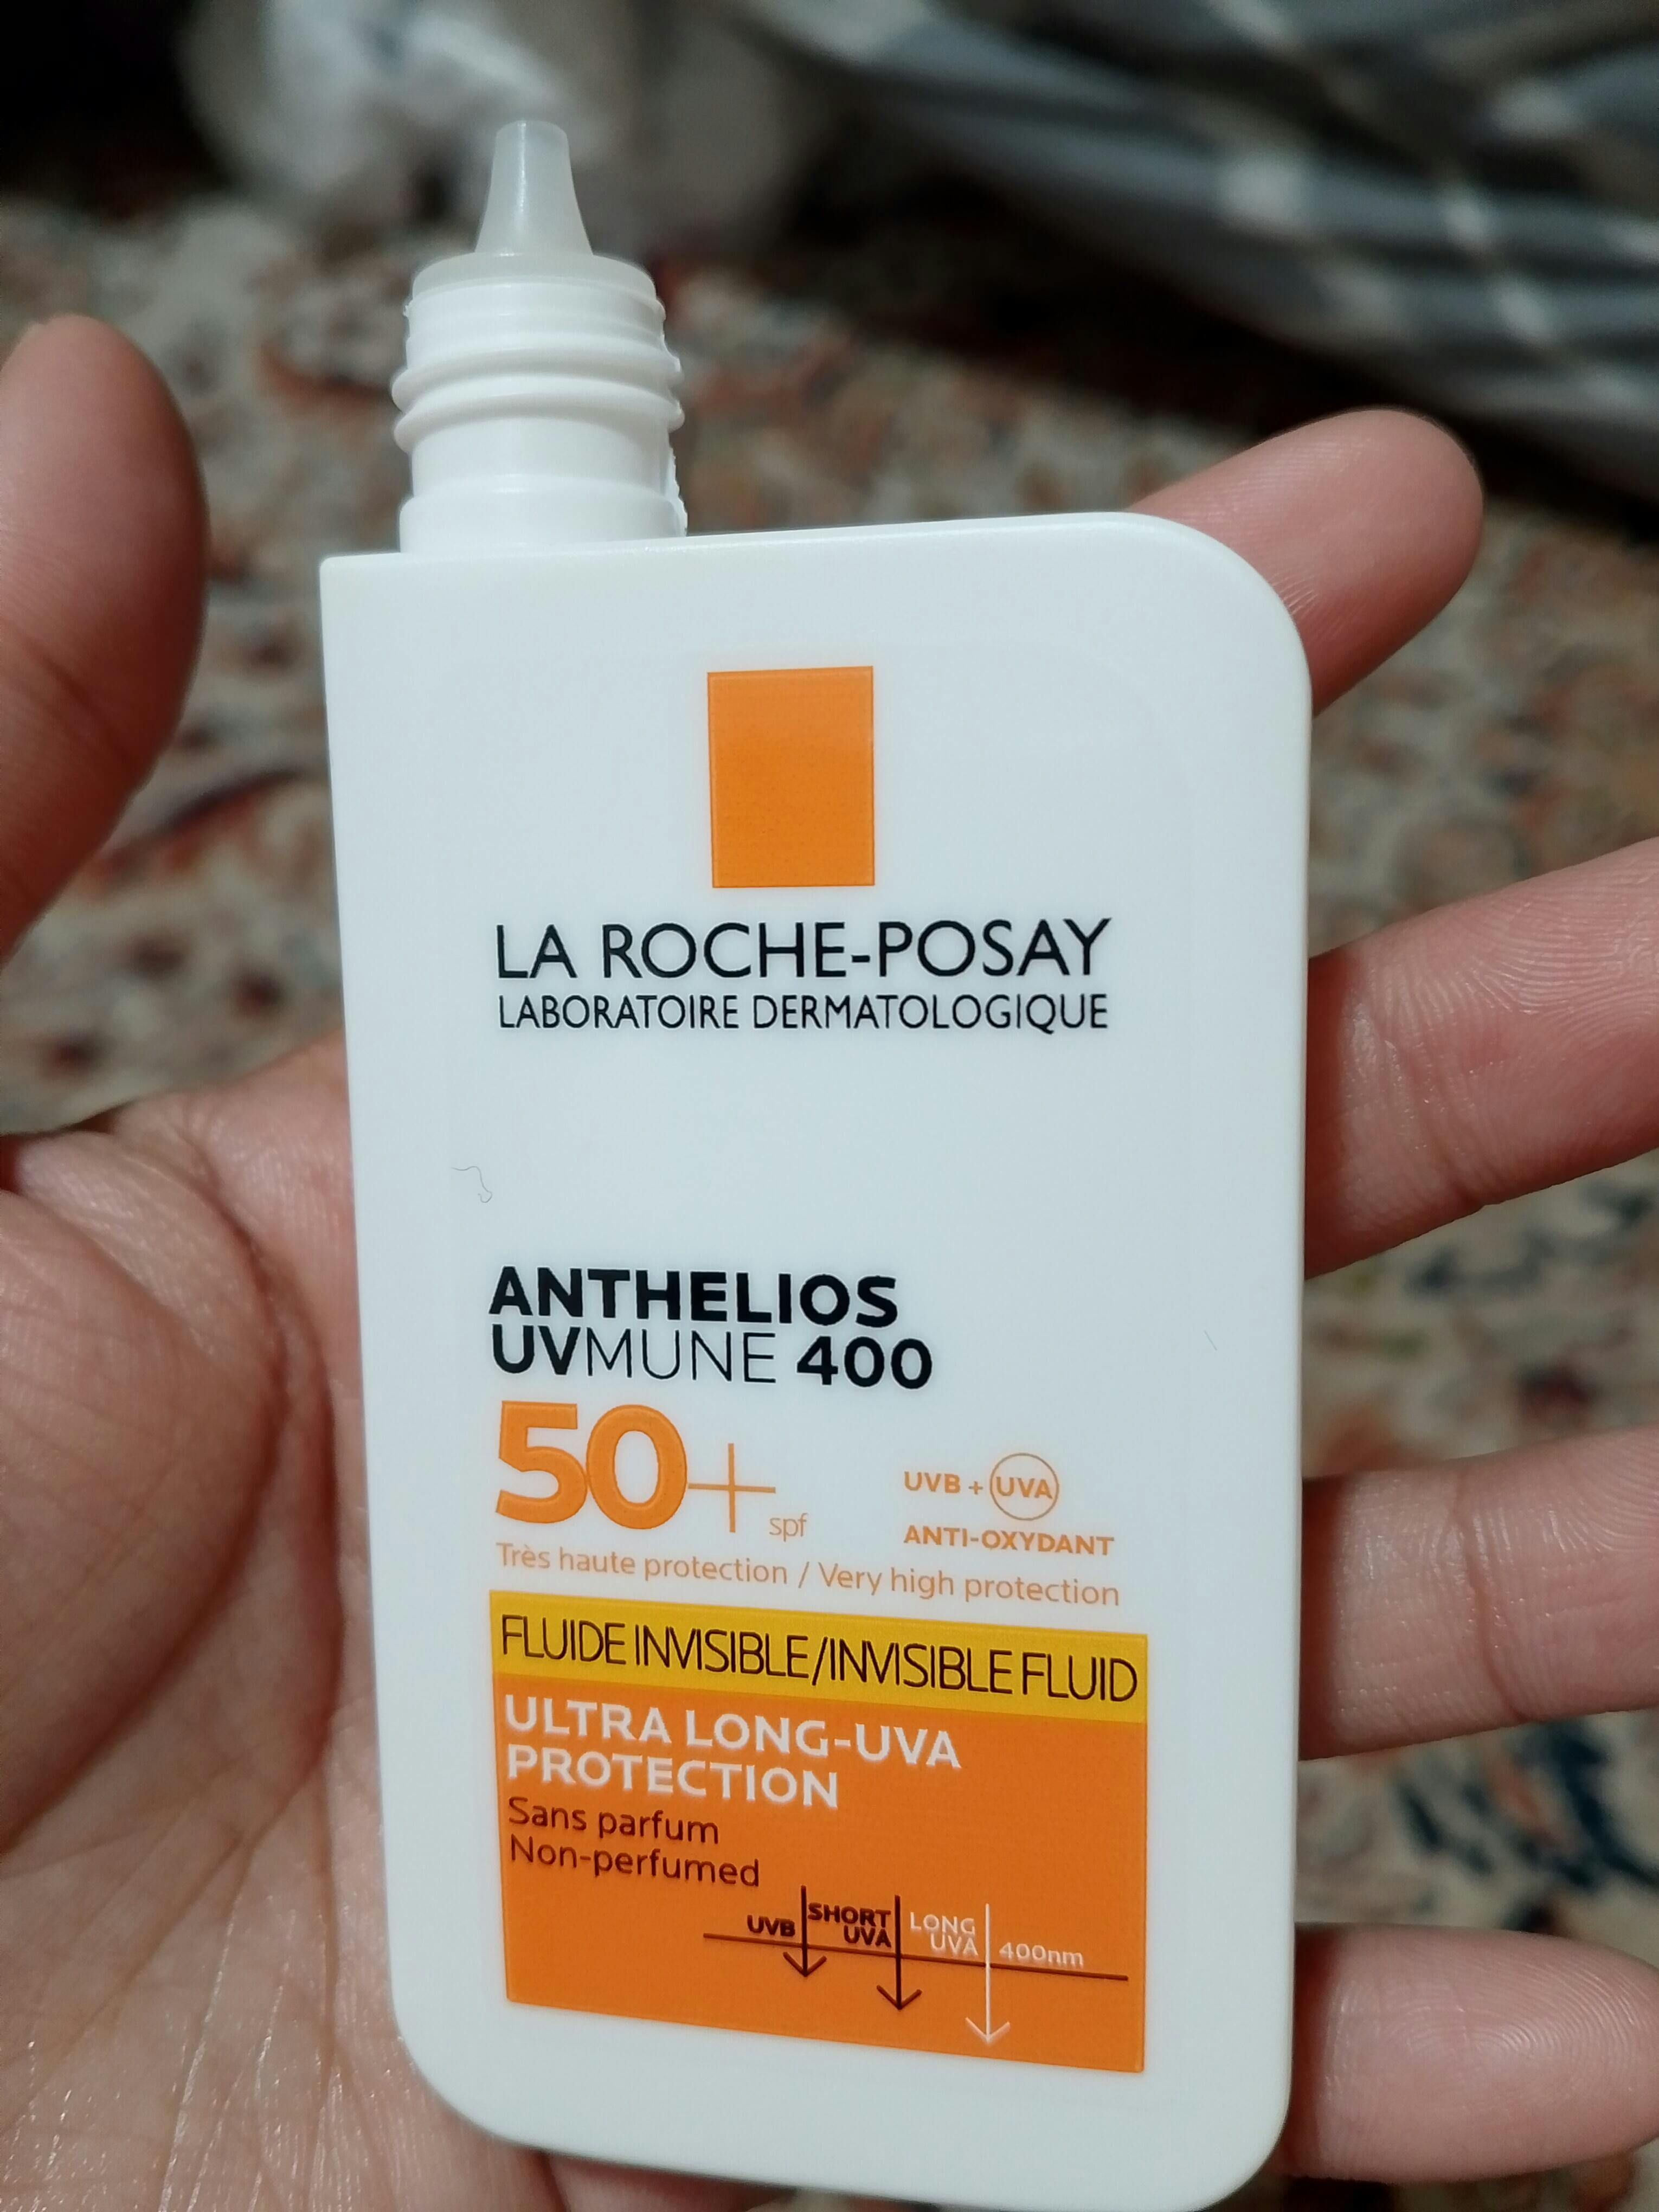 LA ROCHE-POSAY
LABORATOIRE DERMATOLOGIQUE
ANTHELIOS
UVMUNE 400
50+ spf
UVB + UVA
ANTI-OXYDANT
Très haute protection / Very high protection
FLUIDE INVISIBLE/INVISIBLE FLUID
ULTRA LONG-UVA
PROTECTION
Sans parfum
Non-perfumed
UVB
SHORT
UVA
LONG
UVA
400nm